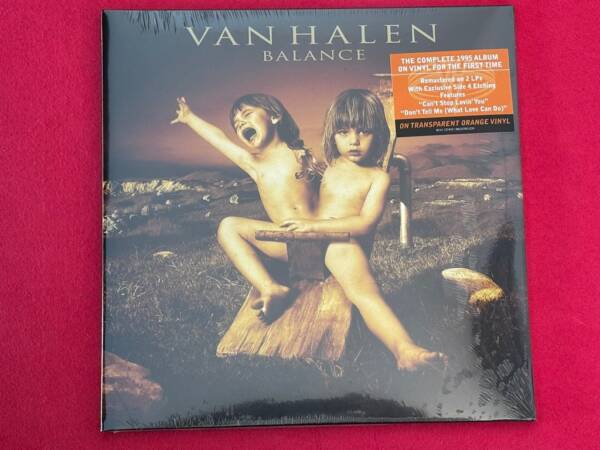 VAN HALEN
BALANCE
THE COMPLETE 1995 ALBUM
ON VINYL FOR THE FIRST TIME
Remastered on 2 LPs
With Exclusive Side 4 Etching
Features
"Can't Stop Lovin' You"
"Don't Tell Me (What Love Can Do)"
ON TRANSPARENT ORANGE VINYL